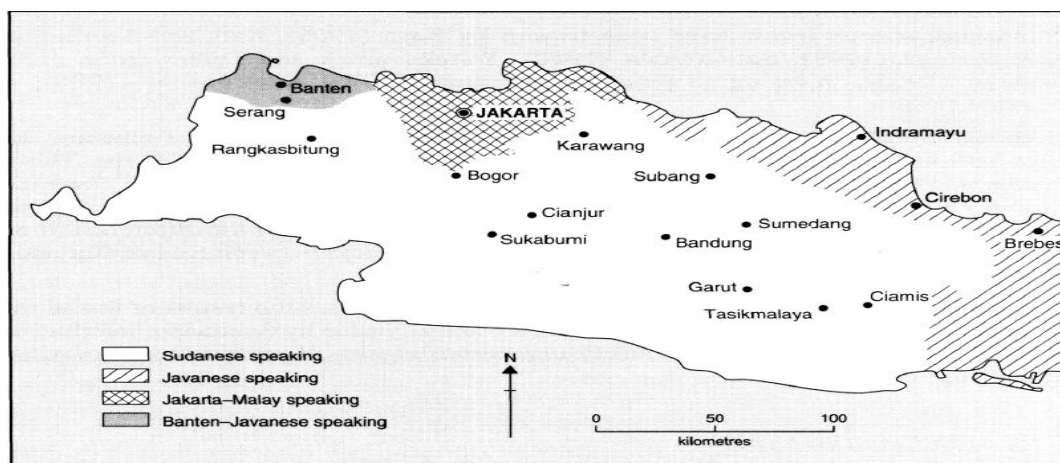 Banten
Serang
JAKARTA
Rangkasbitung
Karawang
Indramayu
Bogor
Subang
Cirebon
Cianjur
Sumedang
Sukabumi
Bandung
Brebes
Garut
Ciamis
Tasikmalaya
Sudanese speaking
Javanese speaking
Jakarta–Malay speaking
Banten–Javanese speaking
N
0 50 100
kilometres